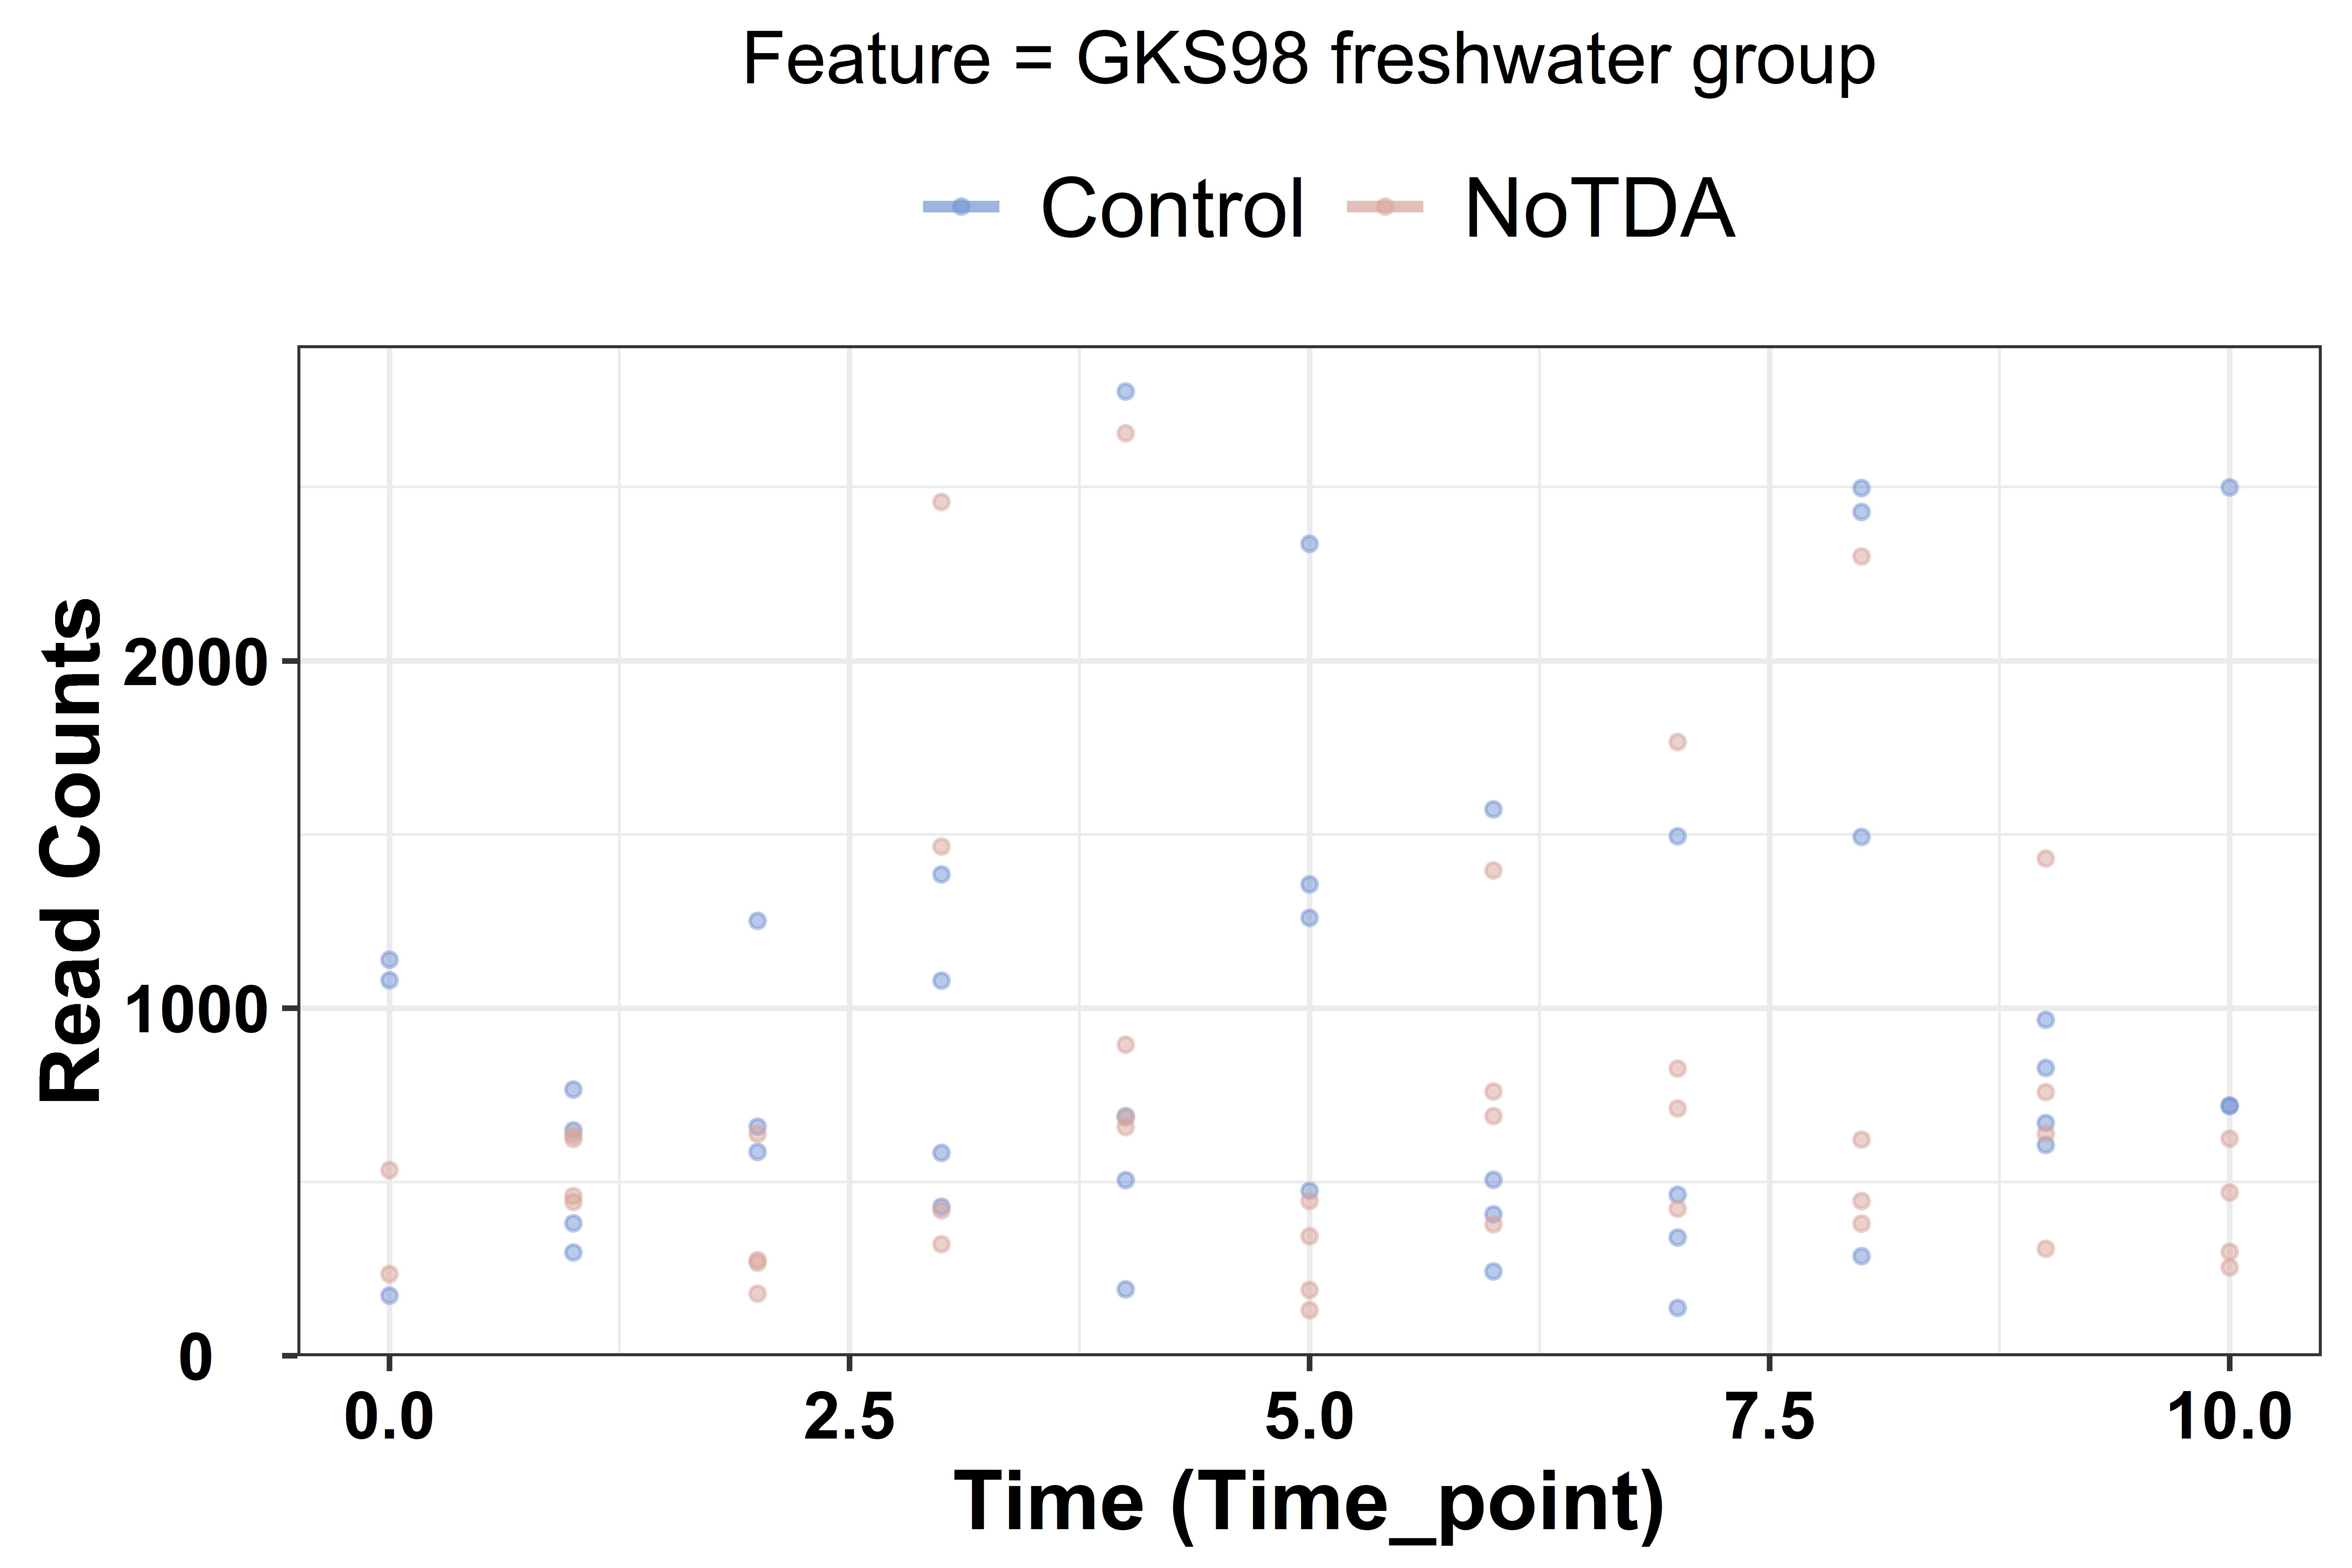 Feature = GKS98 freshwater group
Control NoTDA
Read Counts
2000
1000
0
0.0 2.5 5.0 7.5 10.0
Time (Time_point)